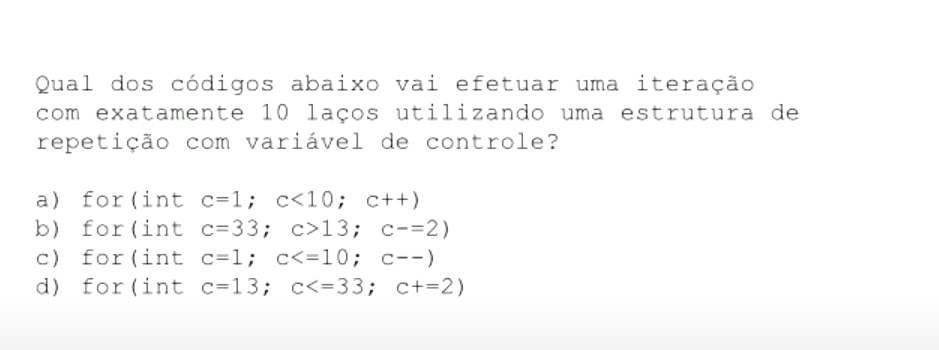 Qual dos códigos abaixo vai efetuar uma iteração
com exatamente 10 laços utilizando uma estrutura de
repetição com variável de controle?
a) for(int c=1; c<10; c++)
b) for(int c=33; c>13; c-=2)
c) for(int c=1; c<=10; c--)
d) for(int c=13; c<=33; c+=2)